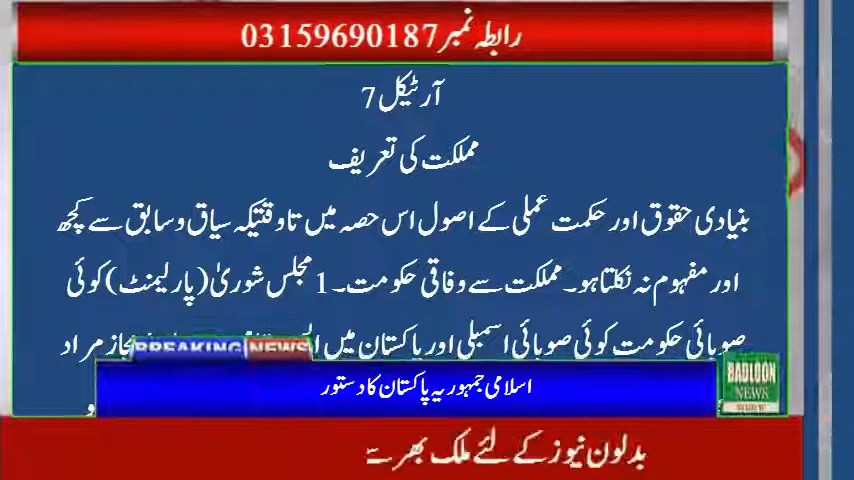 رابطہ نمبر 03159690187
آرٹیکل 7
مملکت کی تعریف
بنیادی حقوق اور حکمت عملی کے اصول اس حصہ میں تاوقتیکہ سیاق و سابق سے کچھ
اور مفہوم نہ نکلتا ہو۔ مملکت سے وفاقی حکومت۔ 1 مجلس شوریٰ (پارلیمنٹ) کوئی
صوبائی حکومت کوئی صوبائی اسمبلی اور پاکستان میں مراد
BREAKING NEWS
اسلامی جمہوریہ پاکستان کا دستور
BADLOON
NEWS
بدلون نیوز کے لئے ملک بھر سے